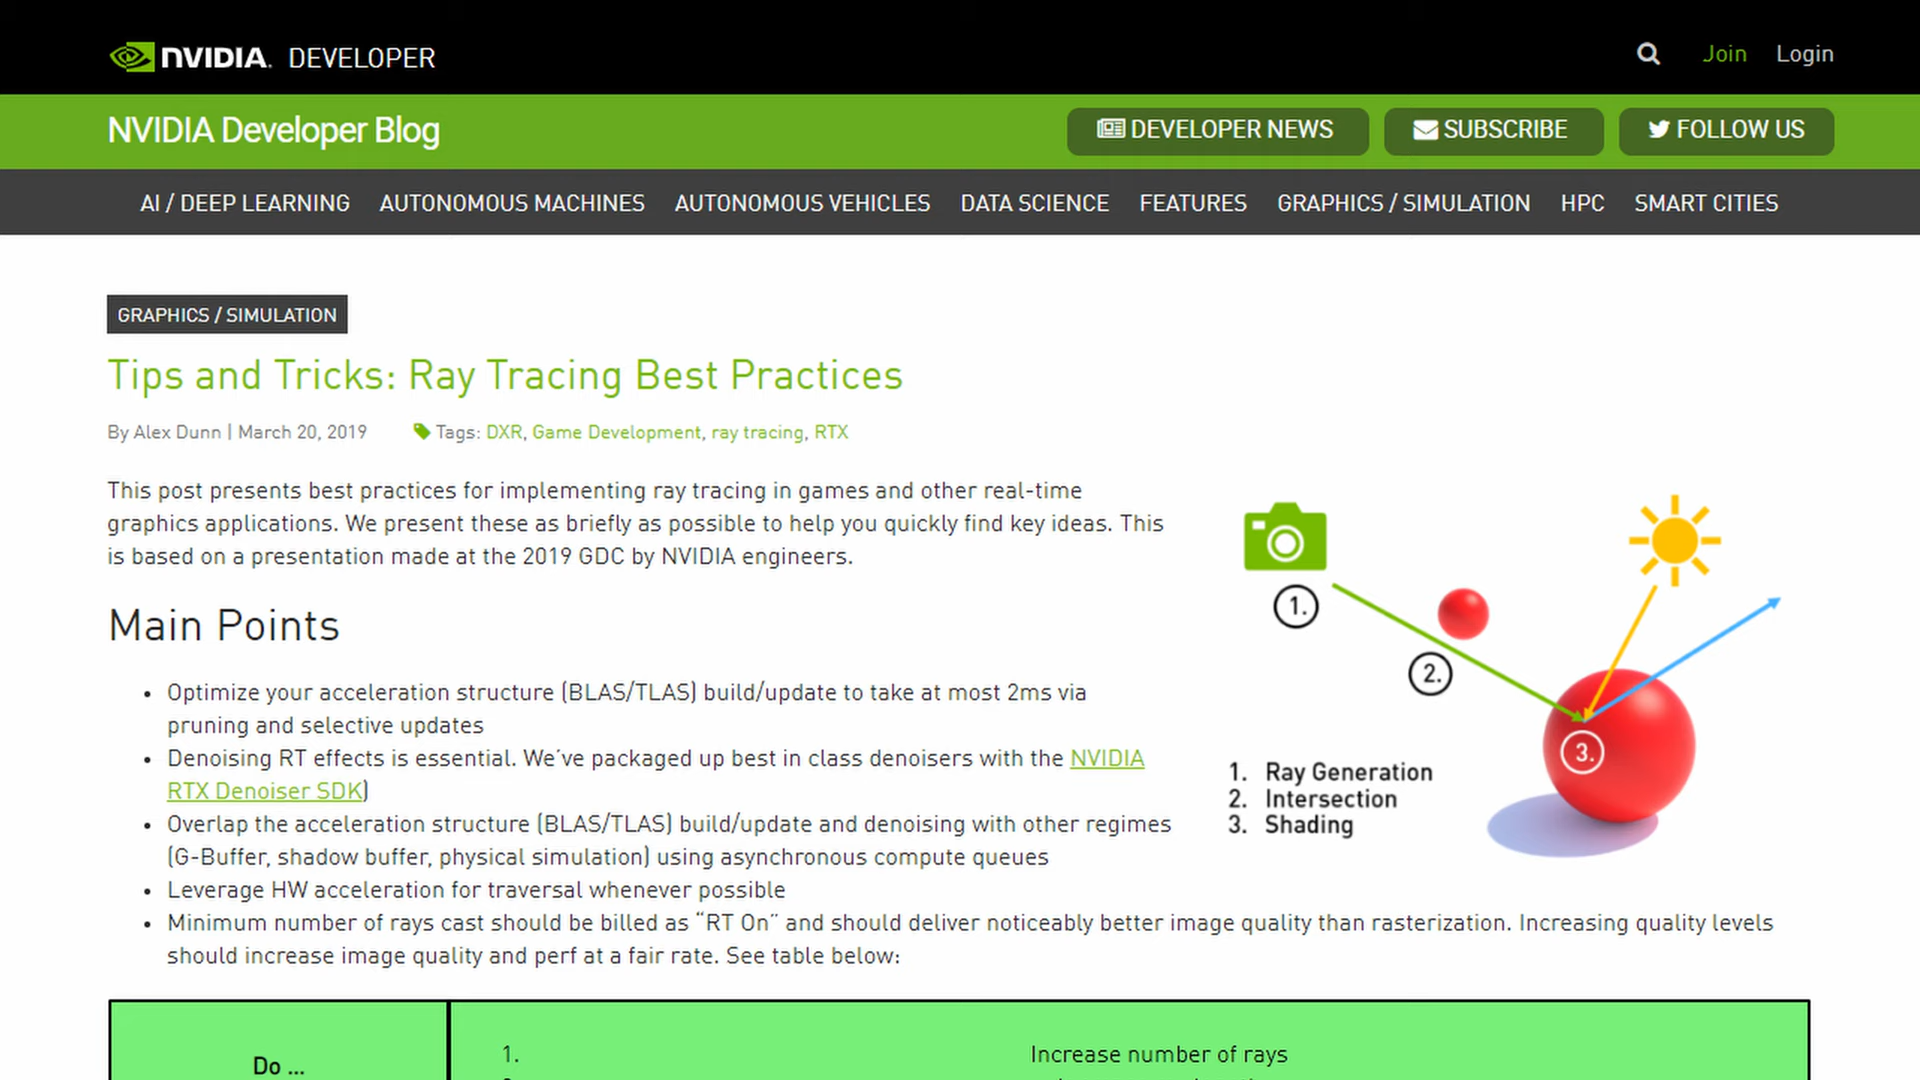 NVIDIA. DEVELOPER
Join Login
NVIDIA Developer Blog
DEVELOPER NEWS SUBSCRIBE FOLLOW US
AI / DEEP LEARNING AUTONOMOUS MACHINES AUTONOMOUS VEHICLES DATA SCIENCE FEATURES GRAPHICS / SIMULATION HPC SMART CITIES
GRAPHICS / SIMULATION
Tips and Tricks: Ray Tracing Best Practices
By Alex Dunn | March 20, 2019 Tags: DXR, Game Development, ray tracing, RTX
This post presents best practices for implementing ray tracing in games and other real-time
graphics applications. We present these as briefly as possible to help you quickly find key ideas. This
is based on a presentation made at the 2019 GDC by NVIDIA engineers.
Main Points
• Optimize your acceleration structure (BLAS/TLAS) build/update to take at most 2ms via
pruning and selective updates
• Denoising RT effects is essential. We’ve packaged up best in class denoisers with the NVIDIA
RTX Denoiser SDK)
• Overlap the acceleration structure (BLAS/TLAS) build/update and denoising with other regimes
(G-Buffer, shadow buffer, physical simulation) using asynchronous compute queues
• Leverage HW acceleration for traversal whenever possible
• Minimum number of rays cast should be billed as “RT On” and should deliver noticeably better image quality than rasterization. Increasing quality levels
should increase image quality and perf at a fair rate. See table below:
1.
2.
3.
1. Ray Generation
2. Intersection
3. Shading
Do ...
1. Increase number of rays